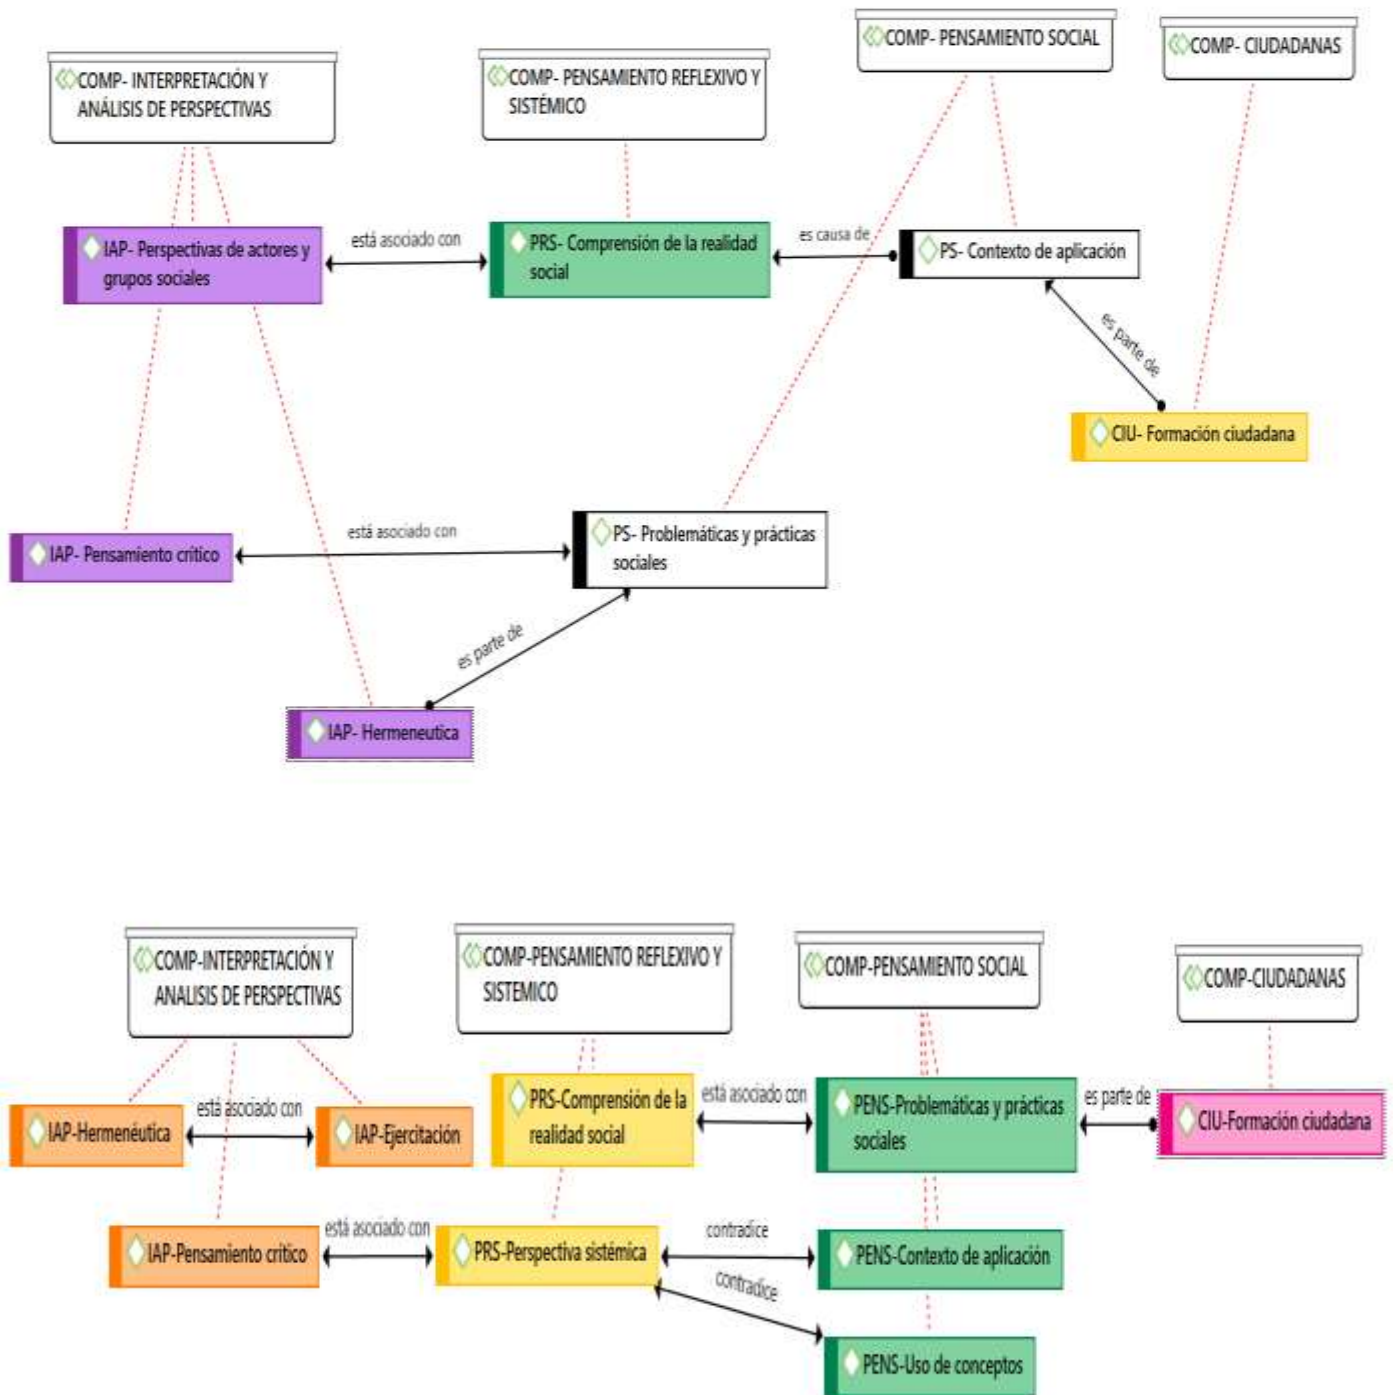 COMP- INTERPRETACIÓN Y
ANÁLISIS DE PERSPECTIVAS
COMP- PENSAMIENTO REFLEXIVO Y
SISTÉMICO
COMP- PENSAMIENTO SOCIAL
COMP- CIUDADANAS
IAP- Perspectivas de actores y
grupos sociales
está asociado con
PRS- Comprensión de la realidad
social
es causa de
PS- Contexto de aplicación
es parte de
CIU- Formación ciudadana
IAP- Pensamiento crítico
está asociado con
PS- Problemáticas y prácticas
sociales
es parte de
IAP- Hermeneutica
COMP-INTERPRETACIÓN Y
ANALISIS DE PERSPECTIVAS
COMP-PENSAMIENTO REFLEXIVO Y
SISTEMICO
COMP-PENSAMIENTO SOCIAL
COMP-CIUDADANAS
IAP-Hermenéutica
está asociado con
IAP-Ejercitación
PRS-Comprensión de la
realidad social
está asociado con
PENS-Problemáticas y prácticas
sociales
es parte de
CIU-Formación ciudadana
IAP-Pensamiento crítico
está asociado con
PRS-Perspectiva sistémica
contradice
PENS-Contexto de aplicación
contradice
PENS-Uso de conceptos